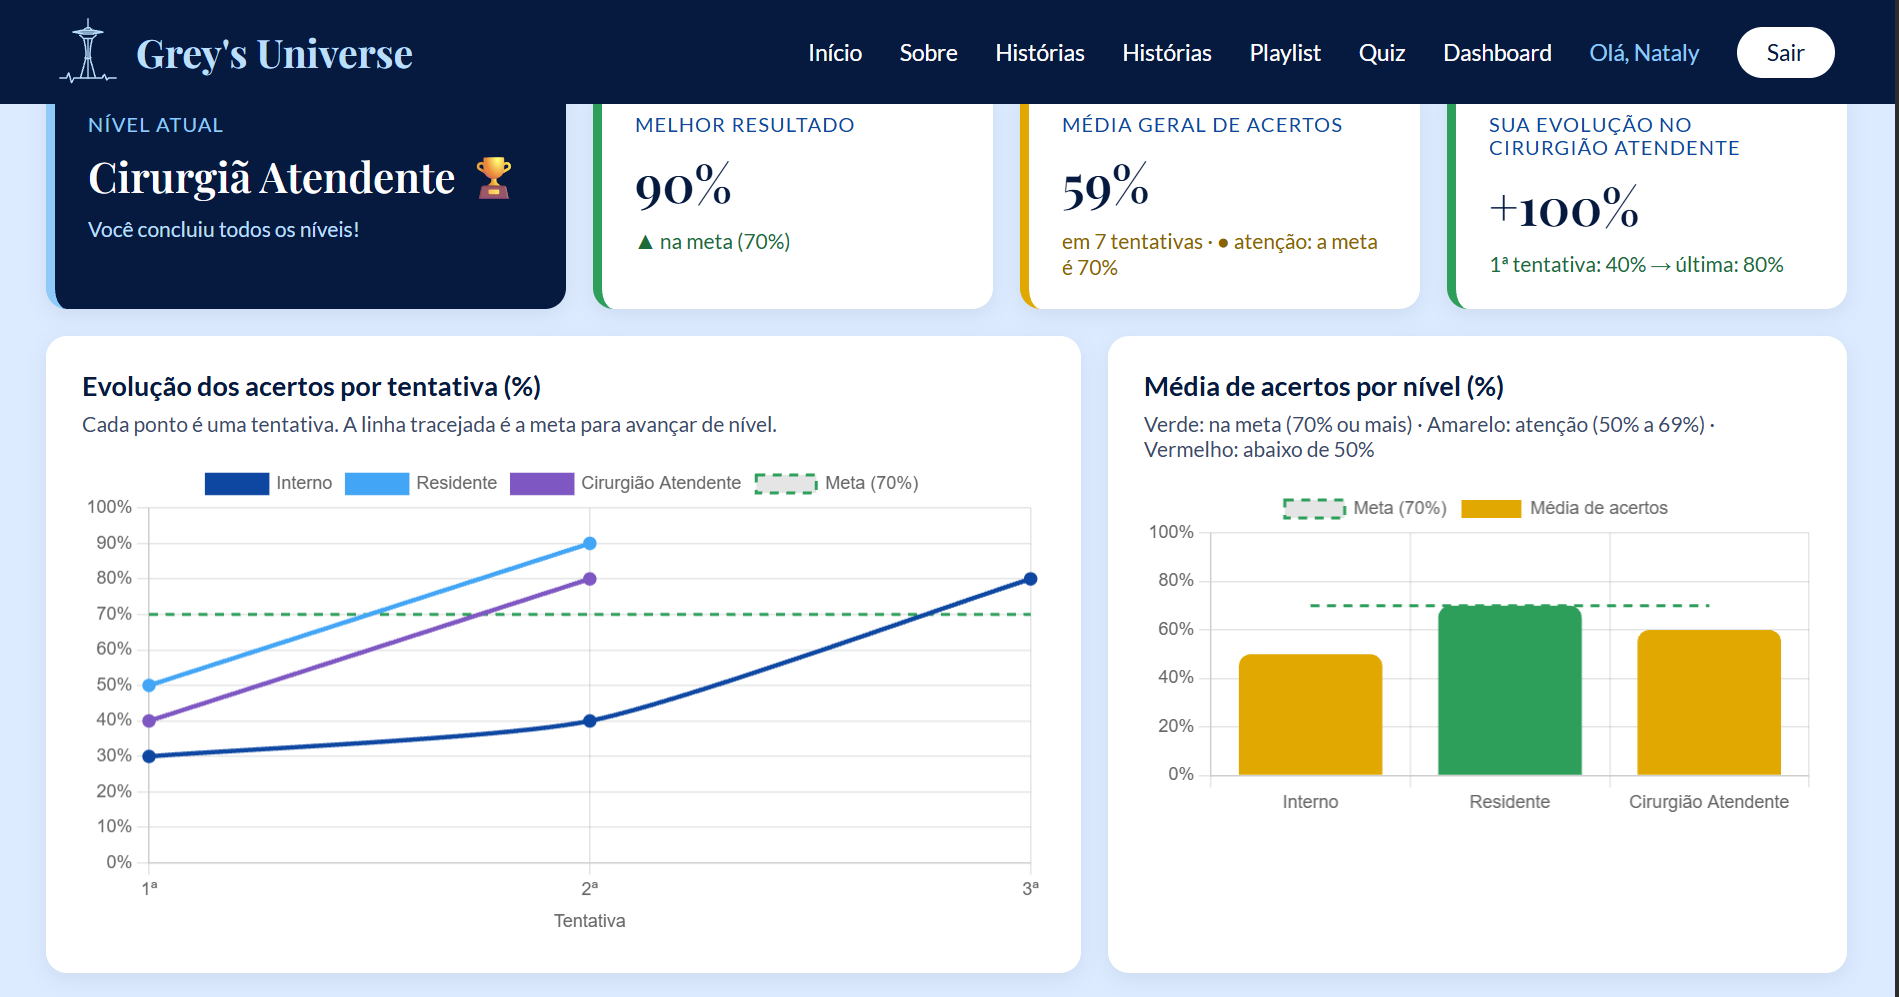 Grey's Universe
Início
Sobre
Histórias
Histórias
Playlist
Quiz
Dashboard
Olá, Nataly
Sair
NÍVEL ATUAL
Cirurgiã Atendente 🏆
Você concluiu todos os níveis!
MELHOR RESULTADO
90%
▲ na meta (70%)
MÉDIA GERAL DE ACERTOS
59%
em 7 tentativas · ● atenção: a meta
é 70%
SUA EVOLUÇÃO NO
CIRURGIÃO ATENDENTE
+100%
1ª tentativa: 40% → última: 80%
Evolução dos acertos por tentativa (%)
Cada ponto é uma tentativa. A linha tracejada é a meta para avançar de nível.
Interno
Residente
Cirurgião Atendente
Meta (70%)
100%
90%
80%
70%
60%
50%
40%
30%
20%
10%
0%
1ª
2ª
3ª
Tentativa
Média de acertos por nível (%)
Verde: na meta (70% ou mais) · Amarelo: atenção (50% a 69%) ·
Vermelho: abaixo de 50%
Meta (70%)
Média de acertos
100%
80%
60%
40%
20%
0%
Interno
Residente
Cirurgião Atendente